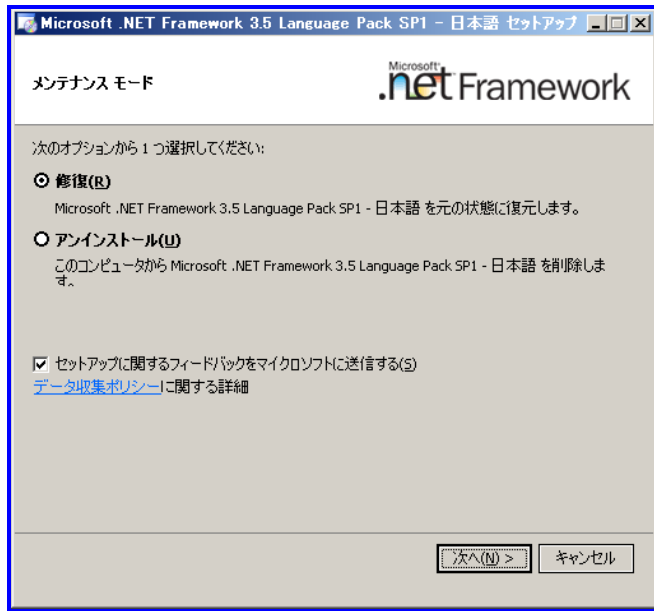 Microsoft .NET Framework 3.5 Language Pack SP1 - 日本語 セットアップ
メンテナンス モード
Microsoft
.net Framework
次のオプションから 1 つ選択してください:
修復(R)
Microsoft .NET Framework 3.5 Language Pack SP1 - 日本語 を元の状態に復元します。
アンインストール(U)
このコンピュータから Microsoft .NET Framework 3.5 Language Pack SP1 - 日本語 を削除しま
す。
セットアップに関するフィードバックをマイクロソフトに送信する(S)
データ収集ポリシーに関する詳細
次へ(N) >
キャンセル